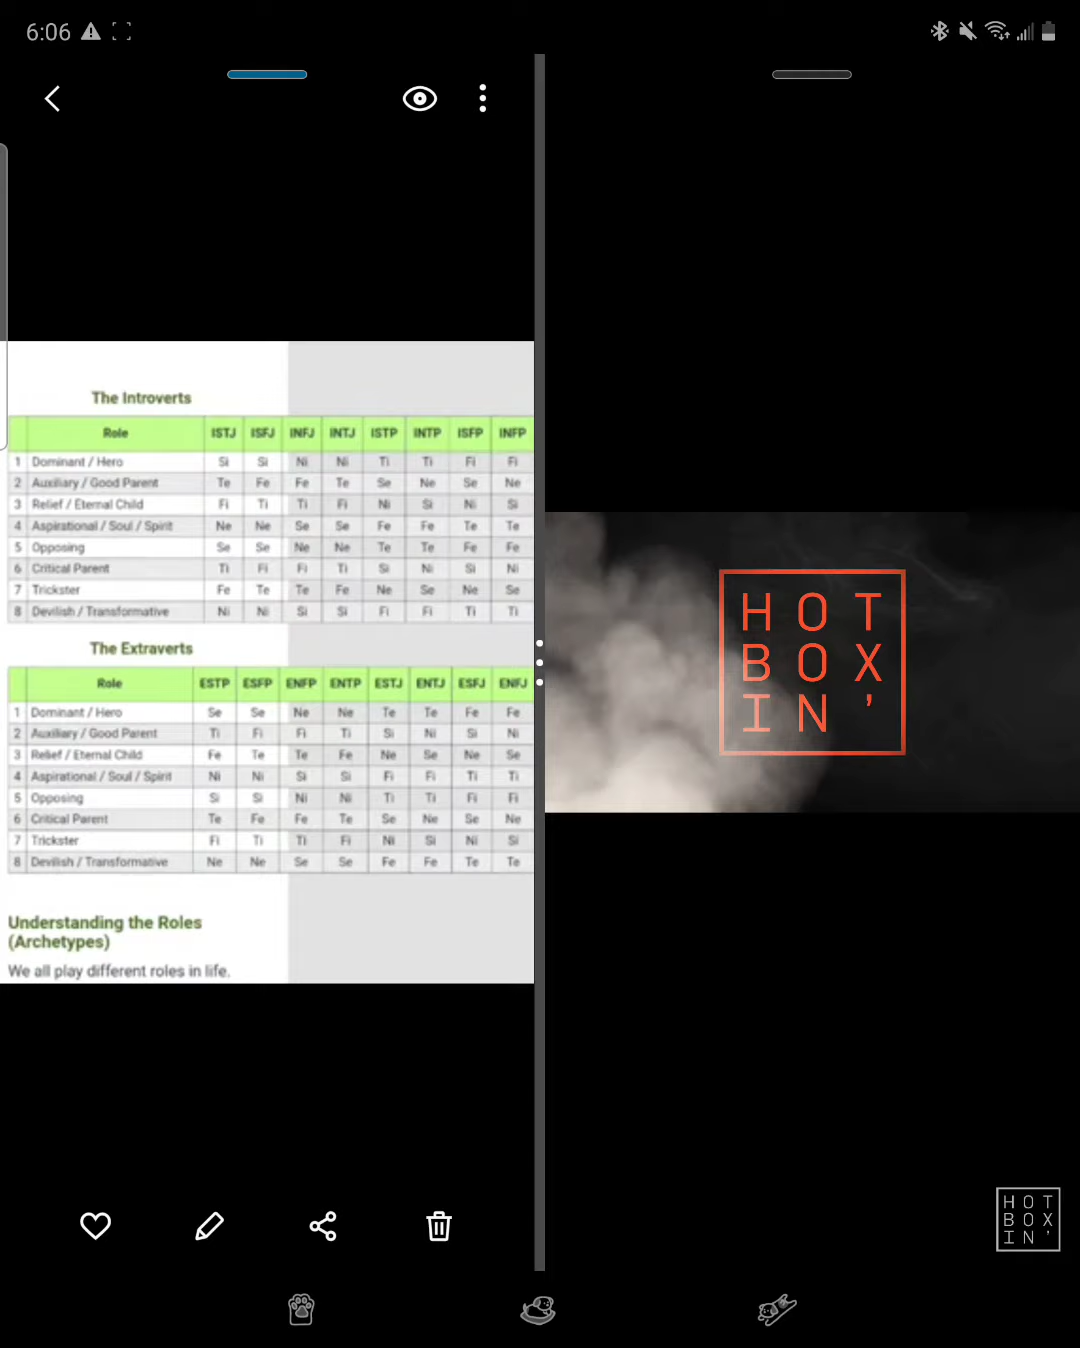 6:06
The Introverts
Role ISTJ ISFJ INFJ INTJ ISTP INTP ISFP INFP
1 Dominant / Hero Si Si Ni Ni Ti Ti Fi Fi
2 Auxiliary / Good Parent Te Fe Fe Te Se Ne Se Ne
3 Relief / Eternal Child Fi Ti Ti Fi Ni Si Ni Si
4 Aspirational / Soul / Spirit Ne Ne Se Se Fe Fe Te Te
5 Opposing Se Se Ne Ne Te Te Fe Fe
6 Critical Parent Ti Fi Fi Ti Si Ni Si Ni
7 Trickster Fe Te Te Fe Ne Se Ne Se
8 Devilish / Transformative Ni Ni Si Si Fi Fi Ti Ti
The Extraverts
Role ESTP ESFP ENFP ENTP ESTJ ENTJ ESFJ ENFJ
1 Dominant / Hero Se Se Ne Ne Te Te Fe Fe
2 Auxiliary / Good Parent Ti Fi Fi Ti Si Ni Si Ni
3 Relief / Eternal Child Fe Te Te Fe Ne Se Ne Se
4 Aspirational / Soul / Spirit Ni Ni Si Si Fi Fi Ti Ti
5 Opposing Si Si Ni Ni Ti Ti Fi Fi
6 Critical Parent Te Fe Fe Te Se Ne Se Ne
7 Trickster Fi Ti Ti Fi Ni Si Ni Si
8 Devilish / Transformative Ne Ne Se Se Fe Fe Te Te
Understanding the Roles
(Archetypes)
We all play different roles in life.
HOT
BOX
IN'
HOT
BOX
IN'